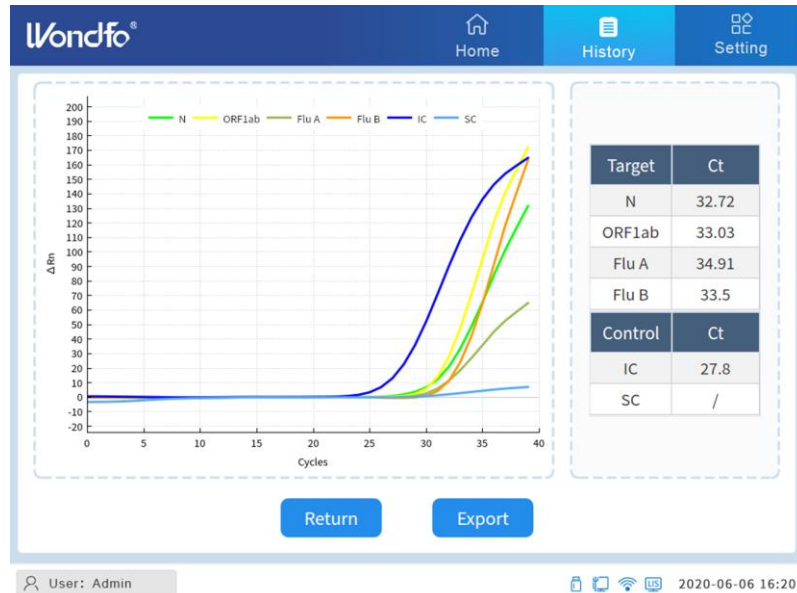 Wondfo®
Home
History
Setting
N ORF1ab Flu A Flu B IC SC
200
190
180
170
160
150
140
130
120
110
100
90
80
70
60
50
40
30
20
10
0
-10
-20
ΔRn
0 5 10 15 20 25 30 35 40
Cycles
Target Ct
N 32.72
ORF1ab 33.03
Flu A 34.91
Flu B 33.5
Control Ct
IC 27.8
SC /
Return
Export
User: Admin
LIS
2020-06-06 16:20